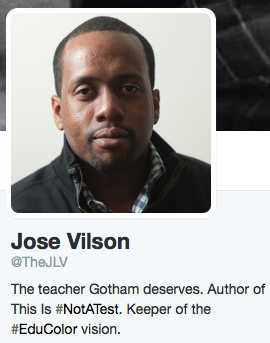 Jose Vilson
@TheJLV
The teacher Gotham deserves. Author of
This Is #NotATest. Keeper of the
#EduColor vision.